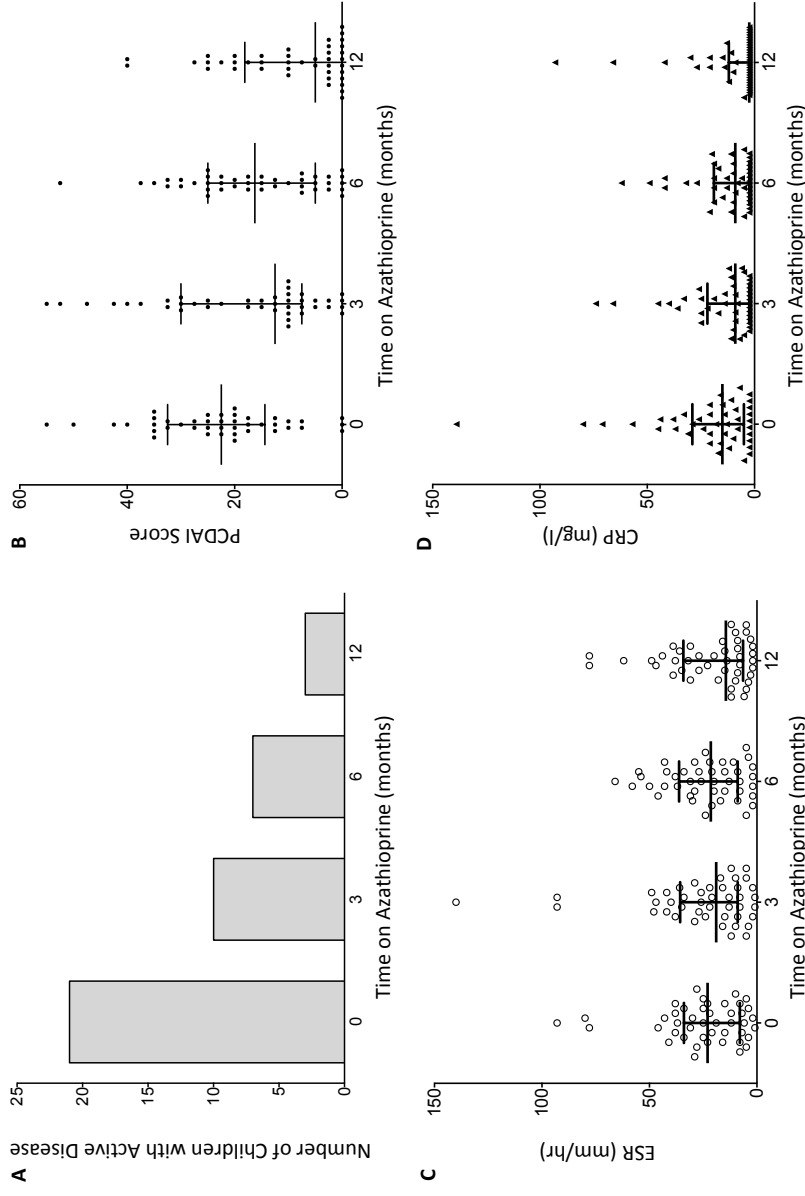 A
Number of Children with Active Disease
25
20
15
10
5
0
0 3 6 12
Time on Azathioprine (months)
B
PCDAI Score
60
40
20
0
0 3 6 12
Time on Azathioprine (months)
C
ESR (mm/hr)
150
100
50
0
0 3 6 12
Time on Azathioprine (months)
D
CRP (mg/l)
150
100
50
0
0 3 6 12
Time on Azathioprine (months)